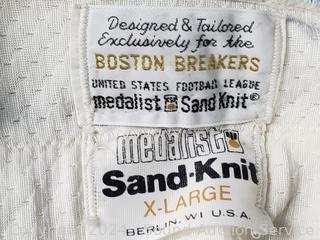 Designed & Tailored
Exclusively for the
BOSTON BREAKERS
UNITED STATES FOOTBALL LEAGUE
medalist Sand Knit®
medalist
Sand-Knit
X-LARGE
BERLIN, WI U.S.A.